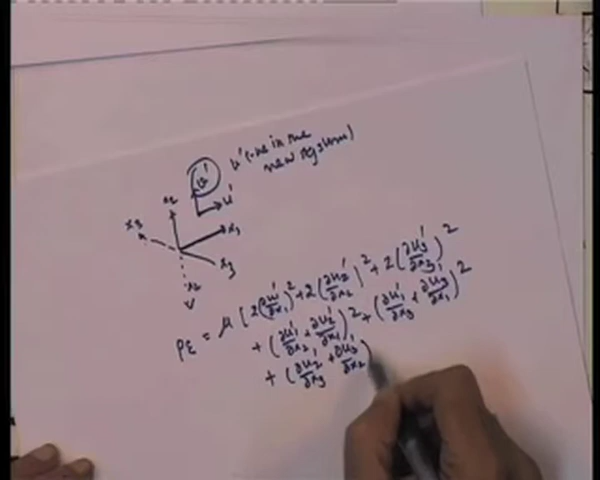 u'(-ve in the
new system)
v'
u'
x₂
x₃
x₁
x₃
x₂
PE = μ [2(∂u₁'/∂x₁)² + 2(∂u₂'/∂x₂)² + 2(∂u₃'/∂x₃)²
+ (∂u₁'/∂x₂ + ∂u₂'/∂x₁)² + (∂u₁'/∂x₃ + ∂u₃'/∂x₁)²
+ (∂u₂'/∂x₃ + ∂u₃'/∂x₂)